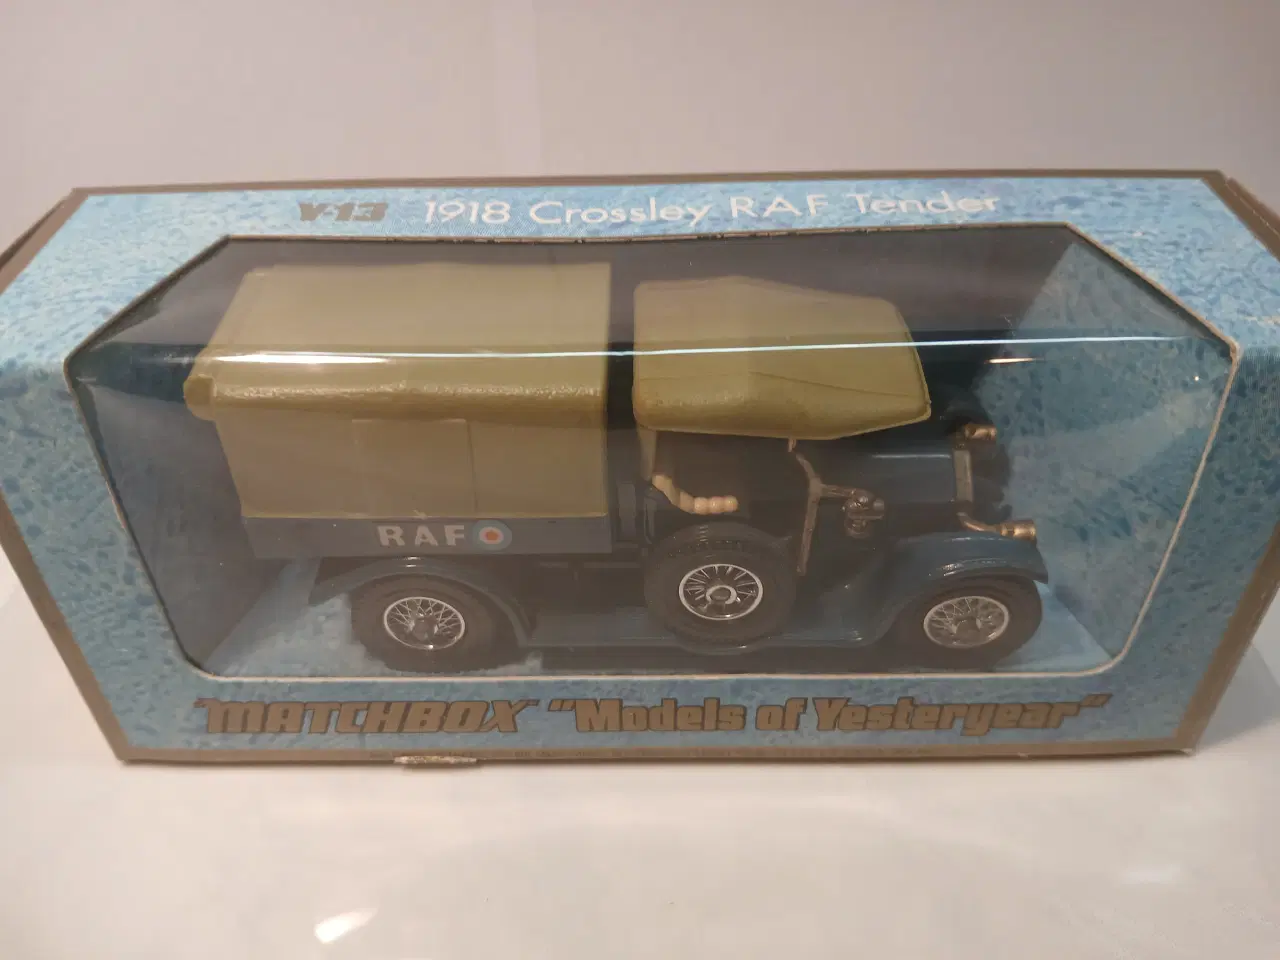 Y-13 1918 Crossley RAF Tender
RAF
"MATCHBOX" "Models of Yesteryear"